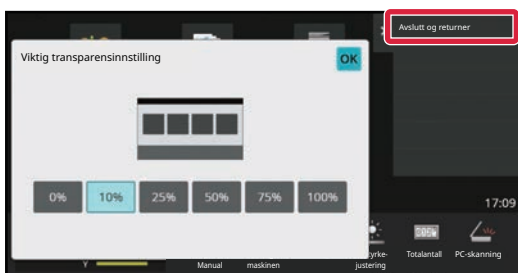 Avslutt og returner
Viktig transparensinnstilling
OK
0% 10% 25% 50% 75% 100%
17:09
justering
Totalantall PC-skanning
Y Manual maskinen